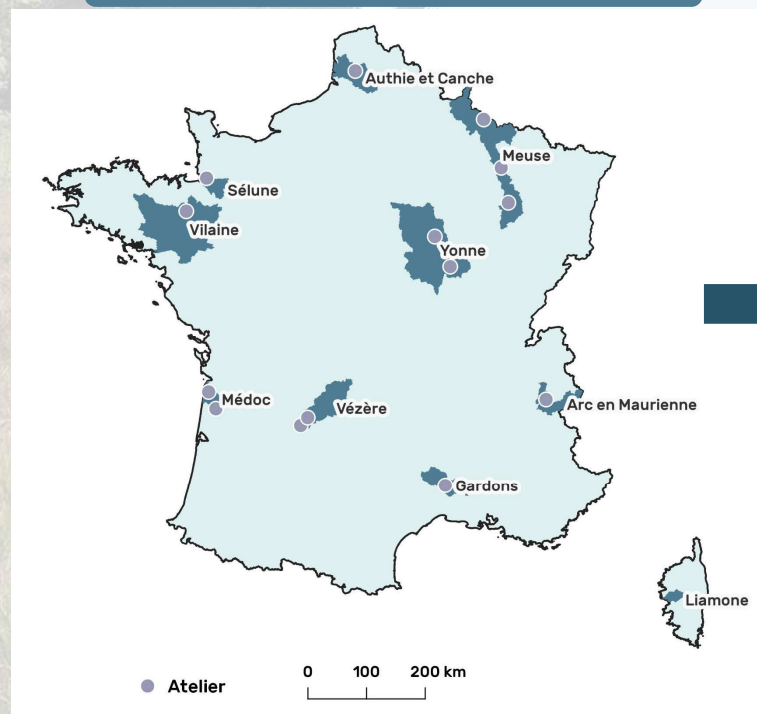 Authie et Canche
Meuse
Sélune
Vilaine
Yonne
Médoc
Vézère
Arc en Maurienne
Gardons
Liamone
0 100 200 km
Atelier